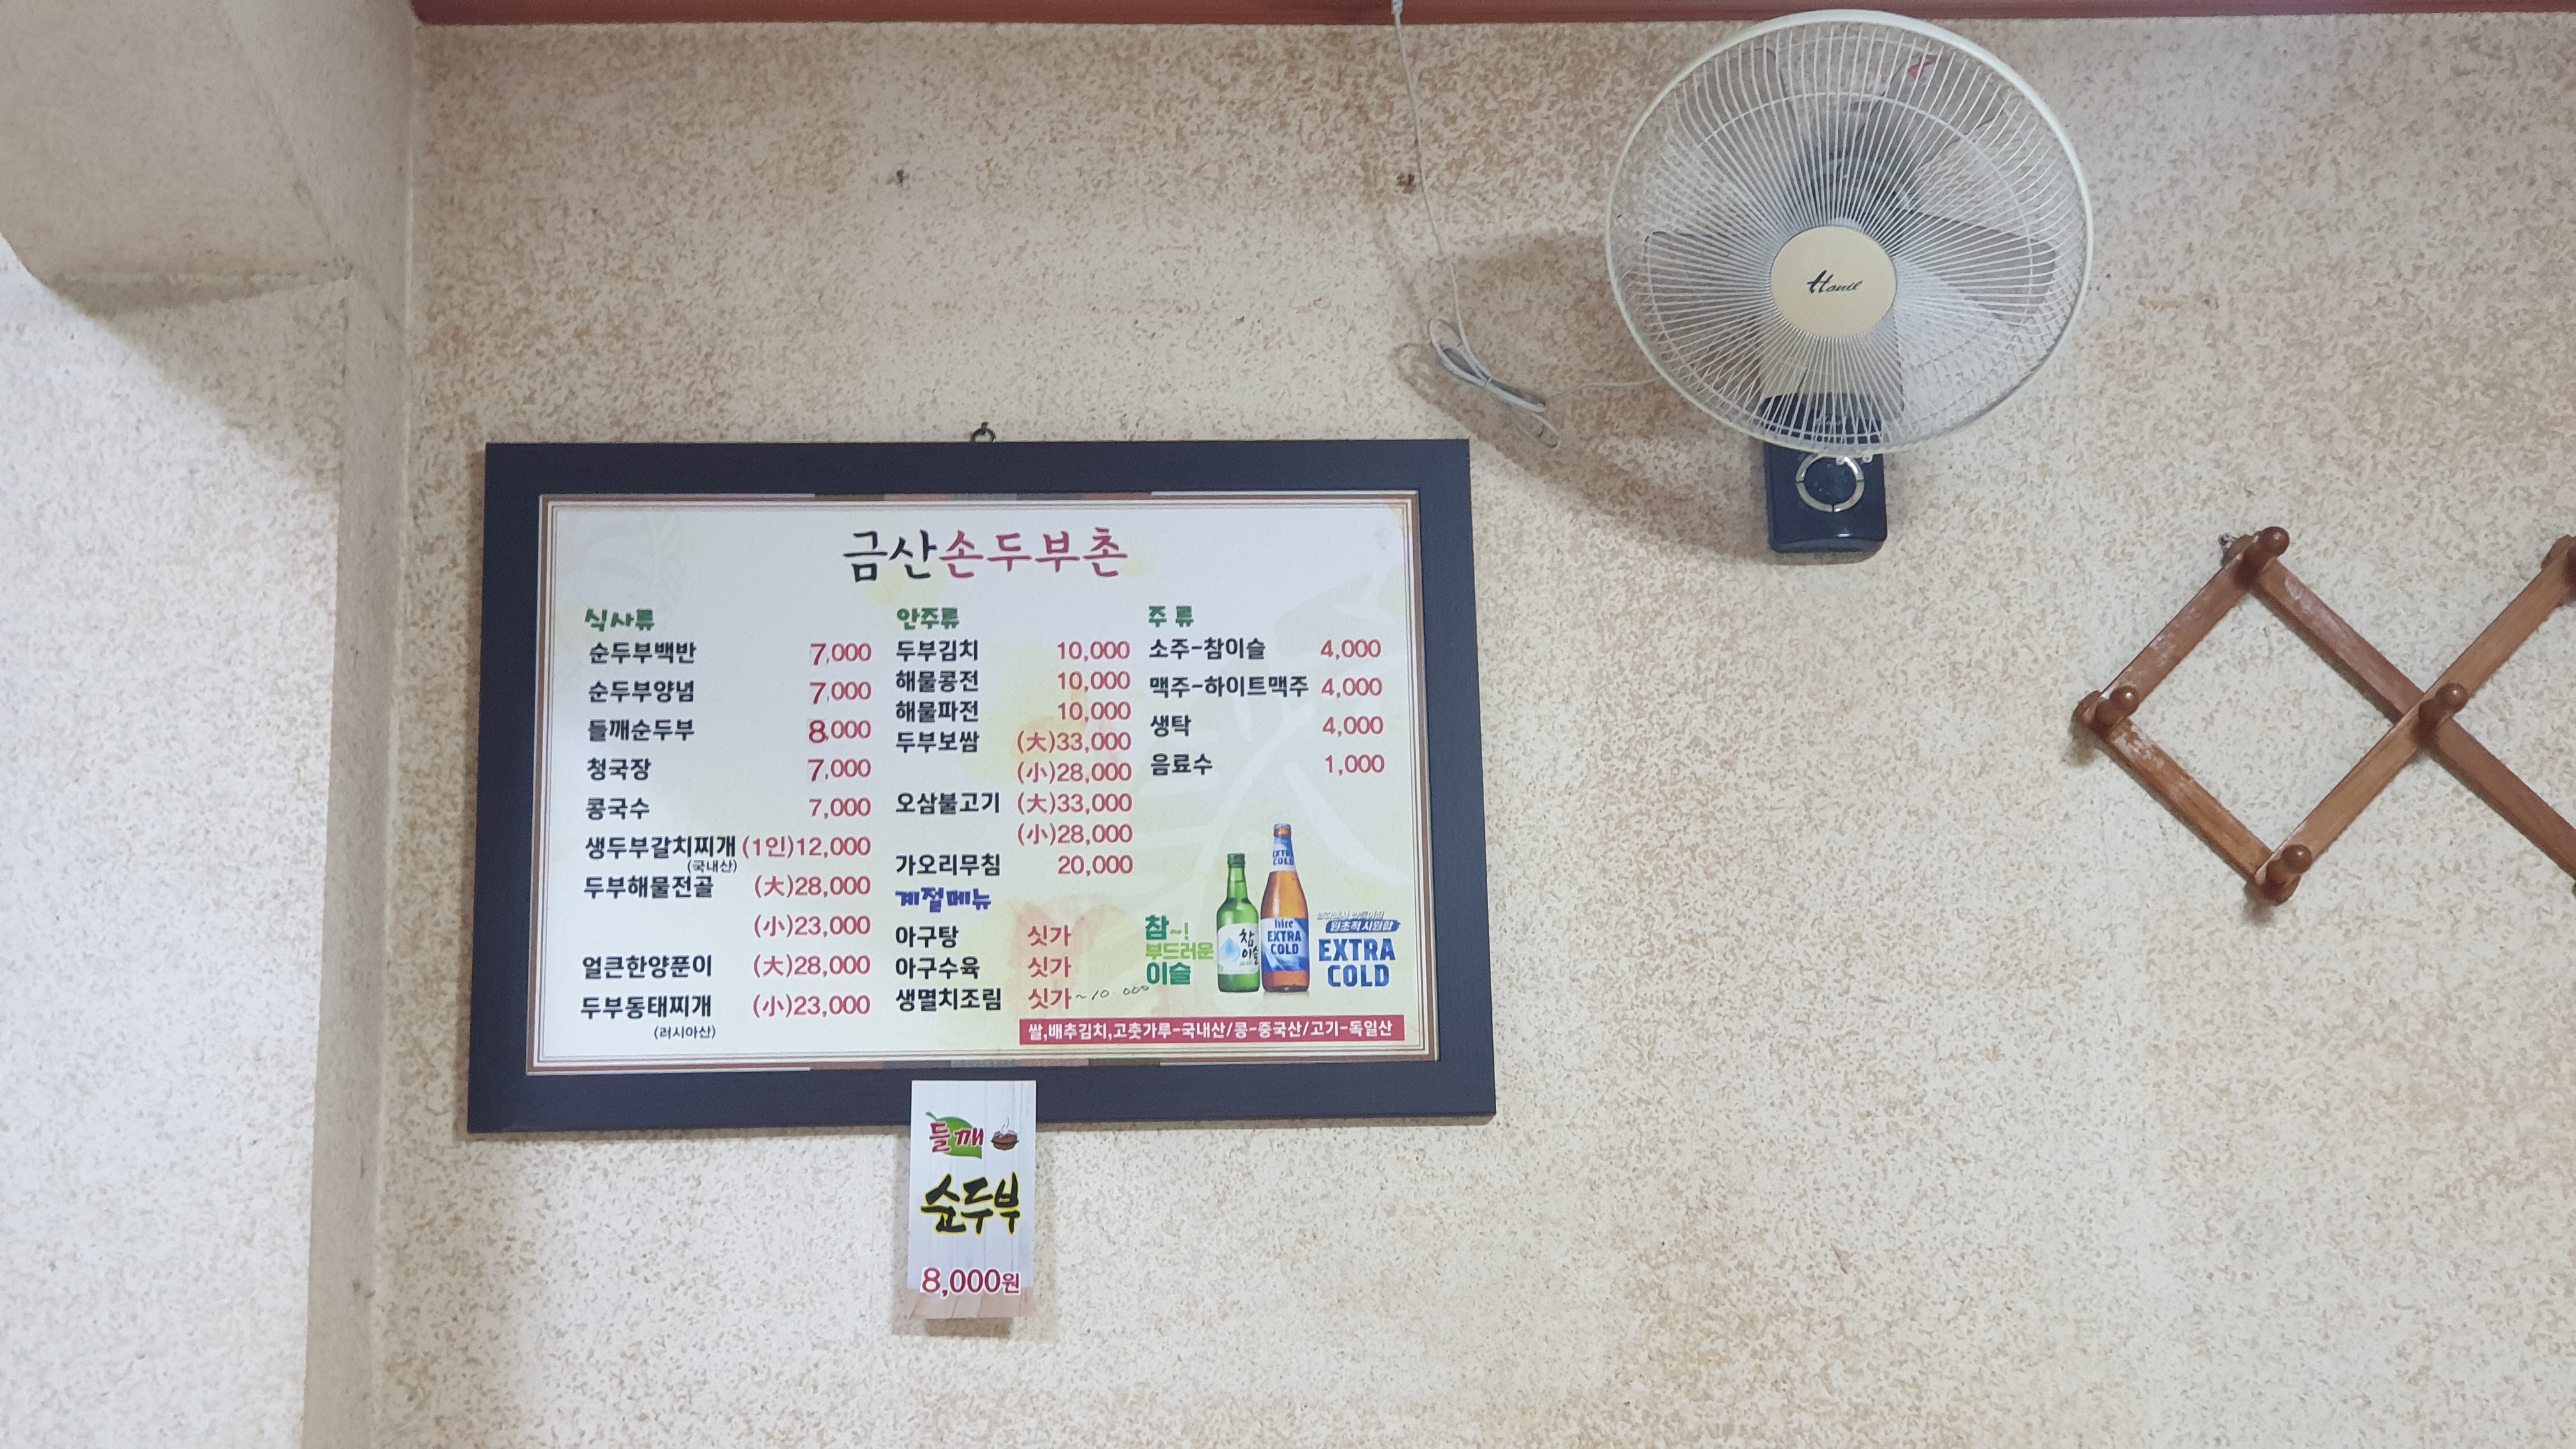 금산손두부촌
식사류
순두부백반 7,000
순두부양념 7,000
들깨순두부 8,000
청국장 7,000
콩국수 7,000
생두부갈치찌개 (1인)12,000
(국내산)
두부해물전골 (大)28,000
(小)23,000
얼큰한양푼이 (大)28,000
두부동태찌개 (小)23,000
(러시아산)
안주류
두부김치 10,000
해물콩전 10,000
해물파전 10,000
두부보쌈 (大)33,000
(小)28,000
오삼불고기 (大)33,000
(小)28,000
가오리무침 20,000
계절메뉴
아구탕 싯가
아구수육 싯가
생멸치조림 싯가 ~10.000
주 류
소주-참이슬 4,000
맥주-하이트맥주 4,000
생탁 4,000
음료수 1,000
참~!
부드러운
이슬
참
이슬
EXTRA
COLD
hite
EXTRA
COLD
원초적 시원함
EXTRA
COLD
쌀,배추김치,고춧가루-국내산/콩-중국산/고기-독일산
들깨
순두부
8,000원
Hanil